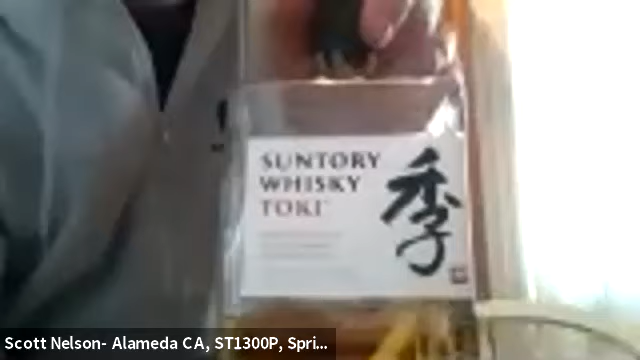 SUNTORY
WHISKY
TOKI
季
Scott Nelson- Alameda CA, ST1300P, Spri...